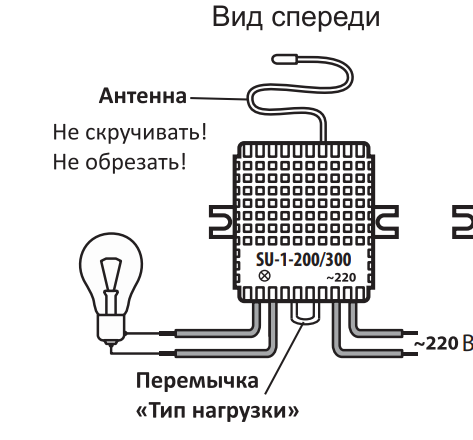 Вид спереди
Антенна
Не скручивать!
Не обрезать!
SU-1-200/300
~220
~220 В
Перемычка
«Тип нагрузки»